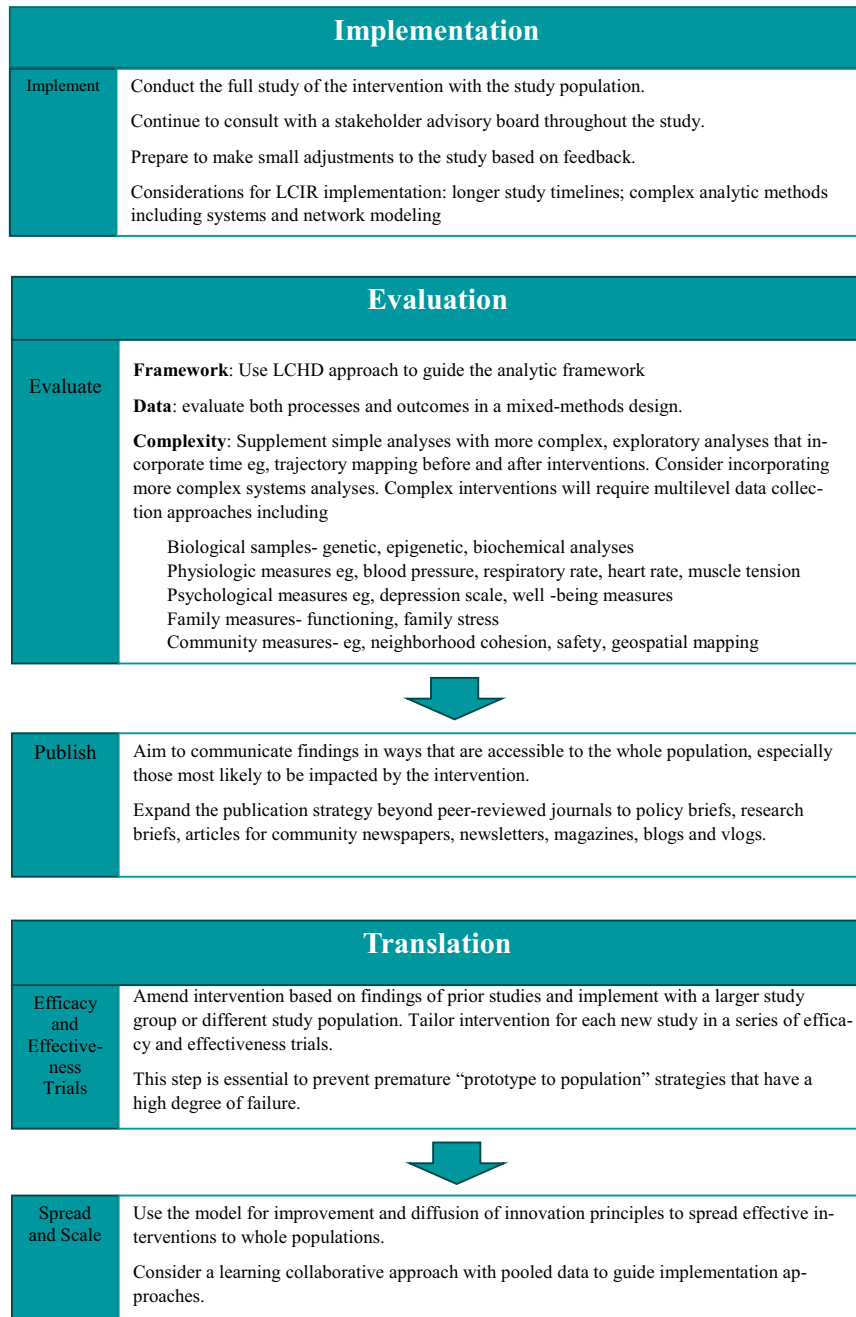 Implementation
Implement
Conduct the full study of the intervention with the study population.
Continue to consult with a stakeholder advisory board throughout the study.
Prepare to make small adjustments to the study based on feedback.
Considerations for LCIR implementation: longer study timelines; complex analytic methods
including systems and network modeling
Evaluation
Evaluate
Framework: Use LCHD approach to guide the analytic framework
Data: evaluate both processes and outcomes in a mixed-methods design.
Complexity: Supplement simple analyses with more complex, exploratory analyses that in-
corporate time eg, trajectory mapping before and after interventions. Consider incorporating
more complex systems analyses. Complex interventions will require multilevel data collec-
tion approaches including
Biological samples- genetic, epigenetic, biochemical analyses
Physiologic measures eg, blood pressure, respiratory rate, heart rate, muscle tension
Psychological measures eg, depression scale, well -being measures
Family measures- functioning, family stress
Community measures- eg, neighborhood cohesion, safety, geospatial mapping
Publish
Aim to communicate findings in ways that are accessible to the whole population, especially
those most likely to be impacted by the intervention.
Expand the publication strategy beyond peer-reviewed journals to policy briefs, research
briefs, articles for community newspapers, newsletters, magazines, blogs and vlogs.
Translation
Efficacy
and
Effective-
ness
Trials
Amend intervention based on findings of prior studies and implement with a larger study
group or different study population. Tailor intervention for each new study in a series of effica-
cy and effectiveness trials.
This step is essential to prevent premature “prototype to population” strategies that have a
high degree of failure.
Spread
and Scale
Use the model for improvement and diffusion of innovation principles to spread effective in-
terventions to whole populations.
Consider a learning collaborative approach with pooled data to guide implementation ap-
proaches.